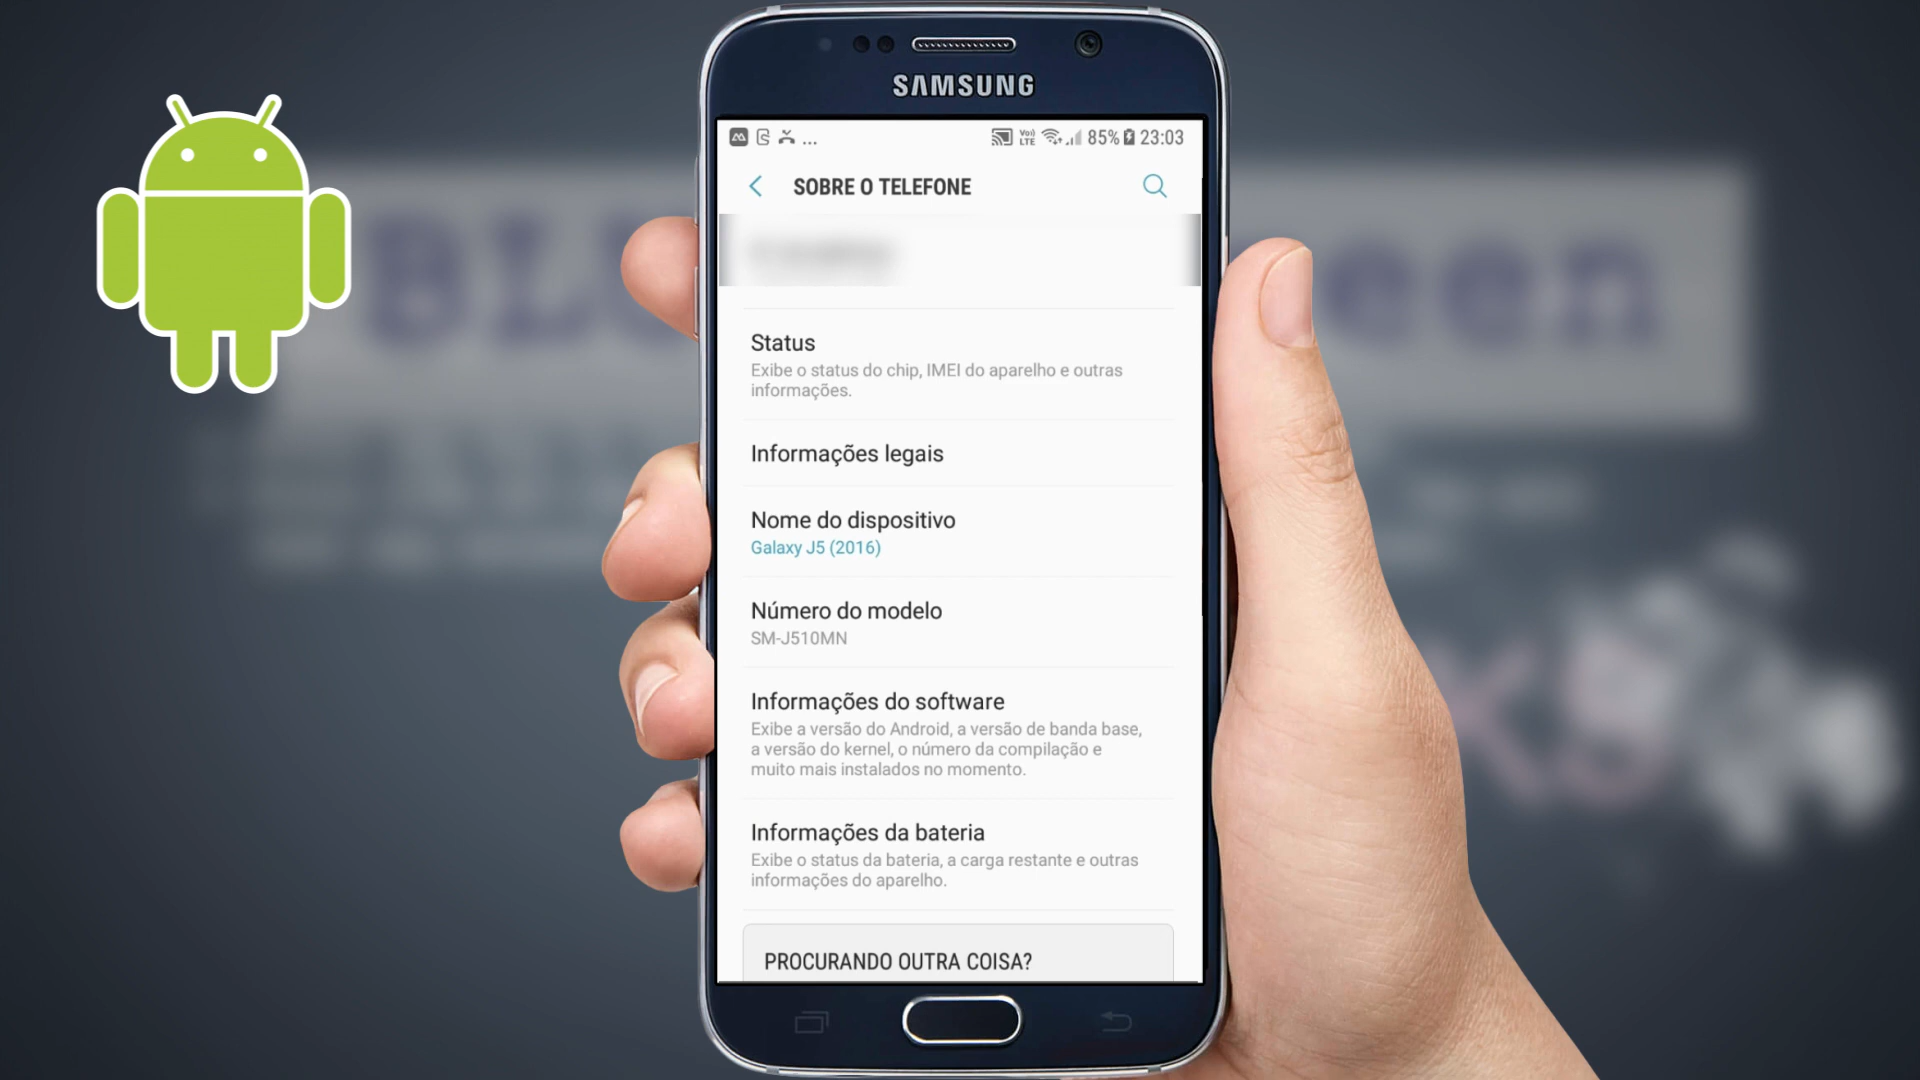 SAMSUNG
Vo))
LTE
85% 23:03
SOBRE O TELEFONE
Status
Exibe o status do chip, IMEI do aparelho e outras
informações.
Informações legais
Nome do dispositivo
Galaxy J5 (2016)
Número do modelo
SM-J510MN
Informações do software
Exibe a versão do Android, a versão de banda base,
a versão do kernel, o número da compilação e
muito mais instalados no momento.
Informações da bateria
Exibe o status da bateria, a carga restante e outras
informações do aparelho.
PROCURANDO OUTRA COISA?